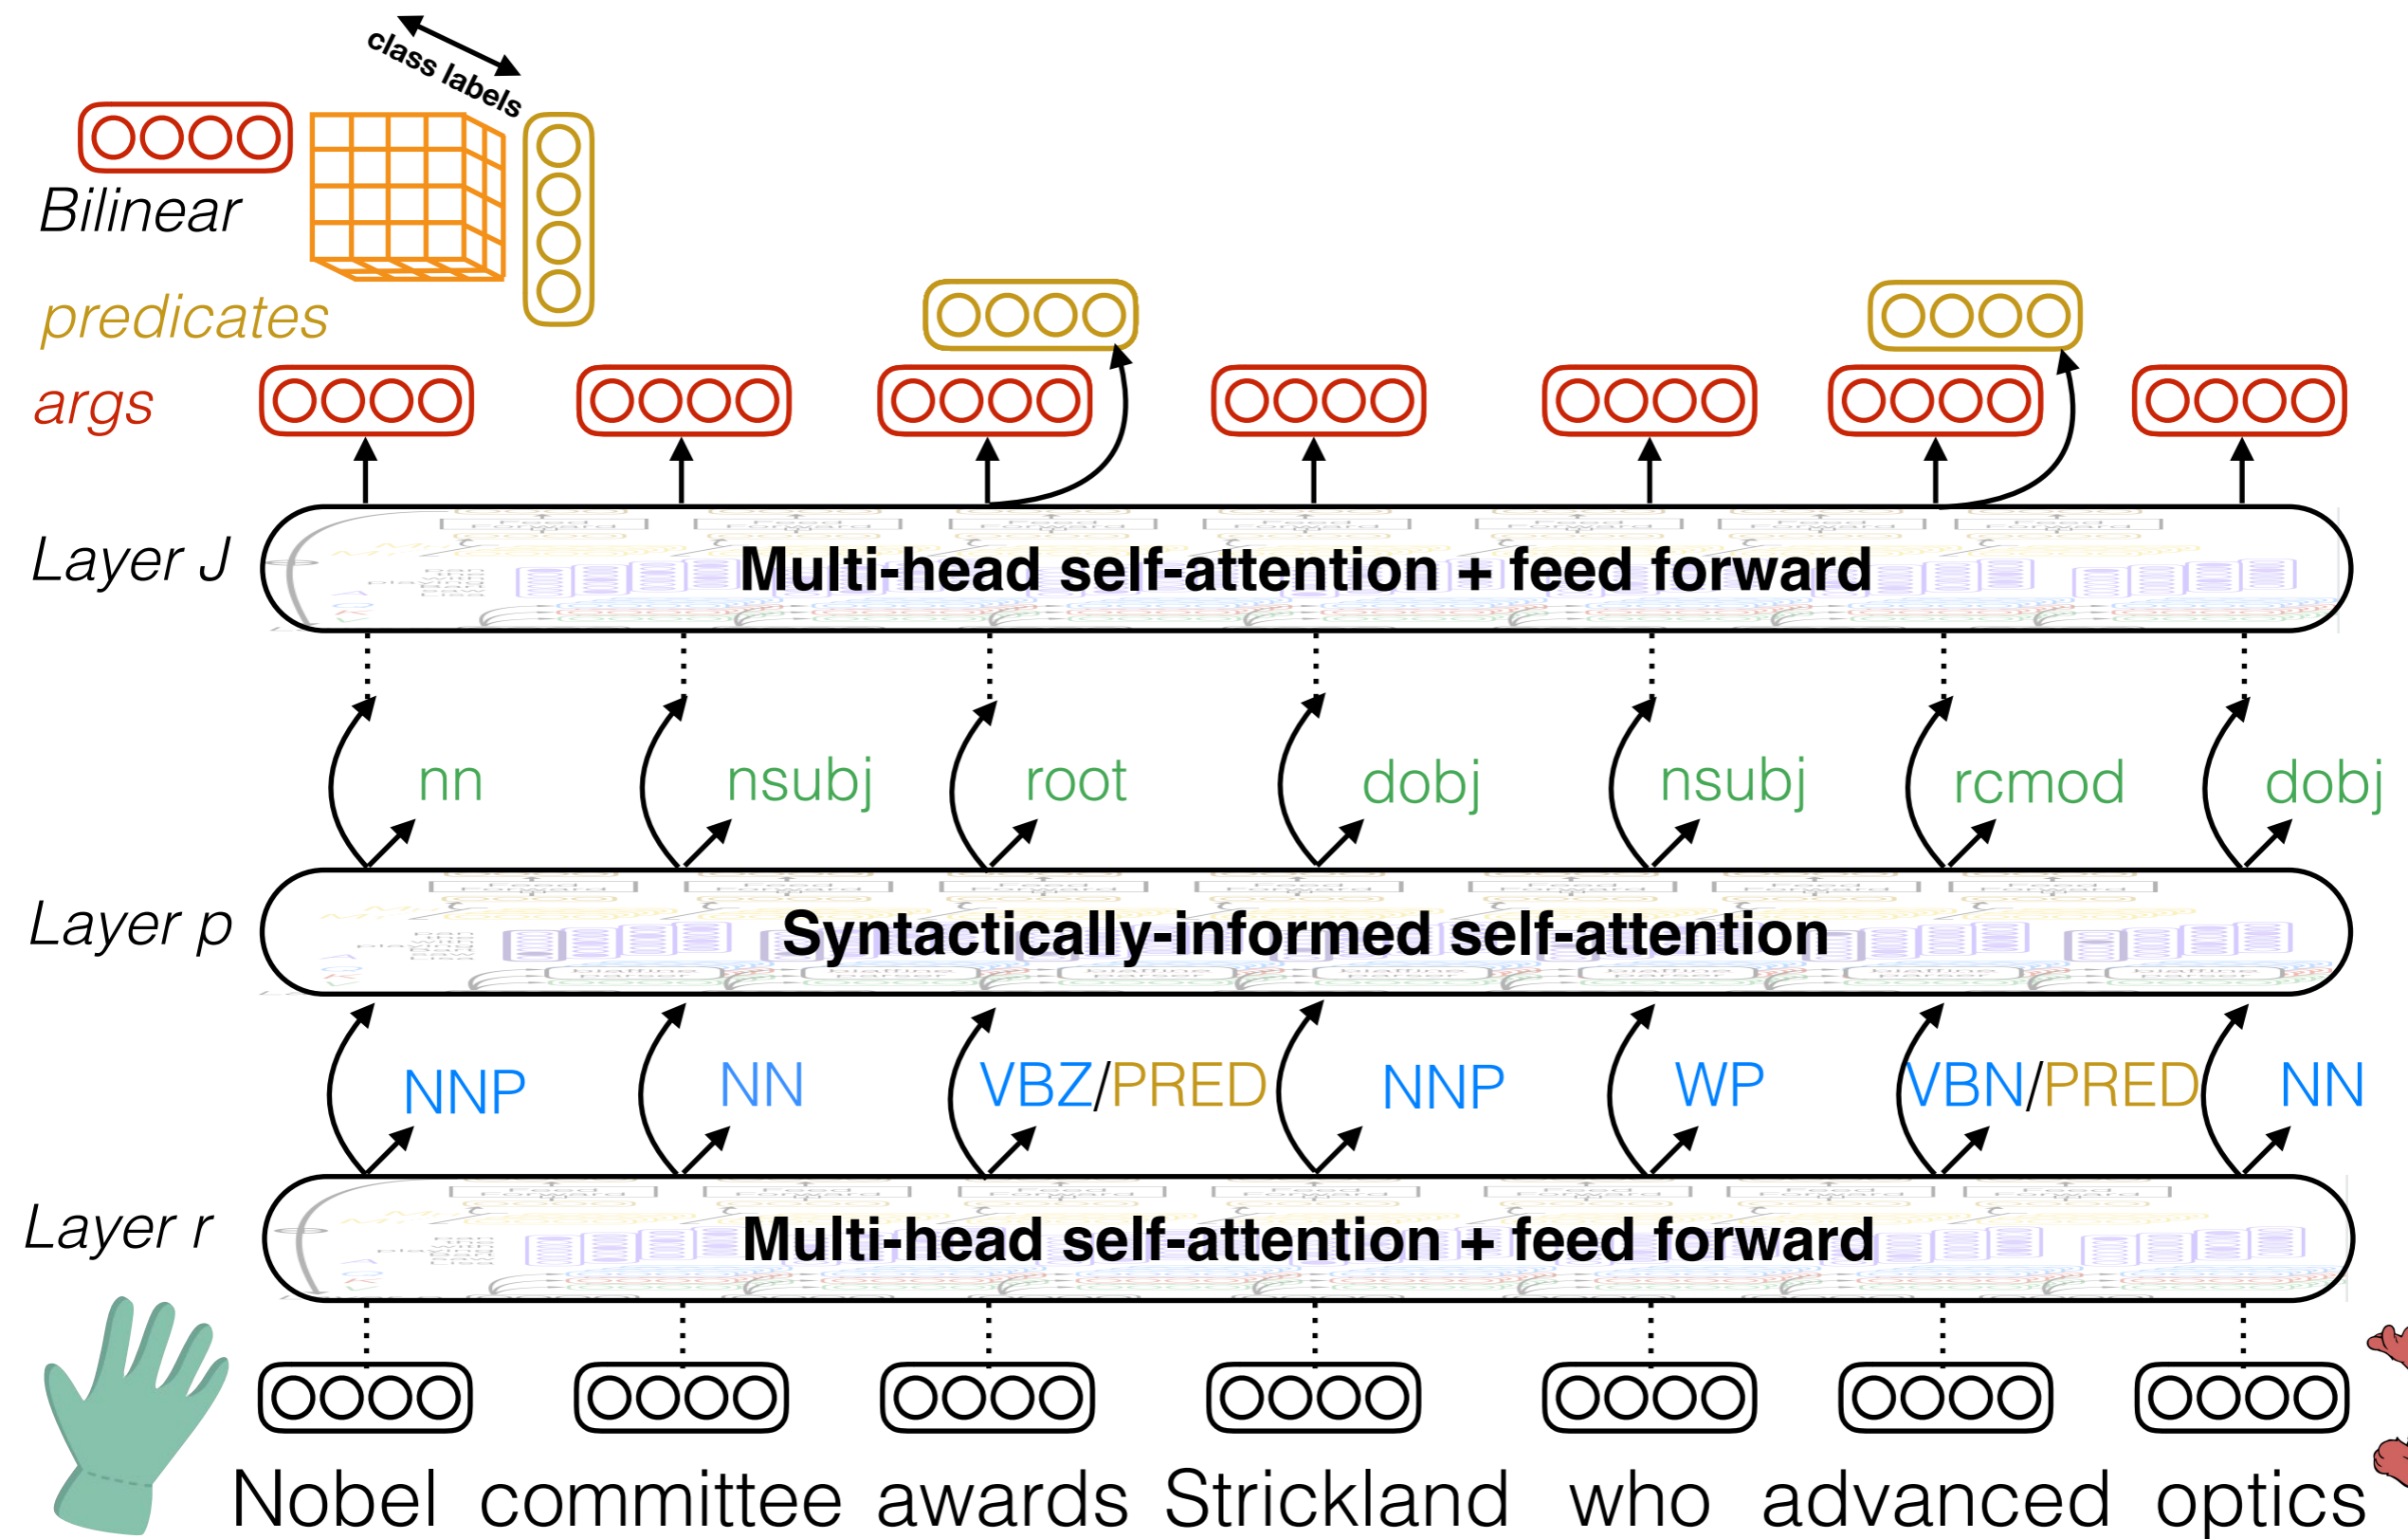 class labels
Bilinear
predicates
args
Layer J
Multi-head self-attention + feed forward
nn nsubj root dobj nsubj rcmod dobj
Layer p
Syntactically-informed self-attention
NNP NN VBZ/PRED NNP WP VBN/PRED NN
Layer r
Multi-head self-attention + feed forward
Nobel committee awards Strickland who advanced optics